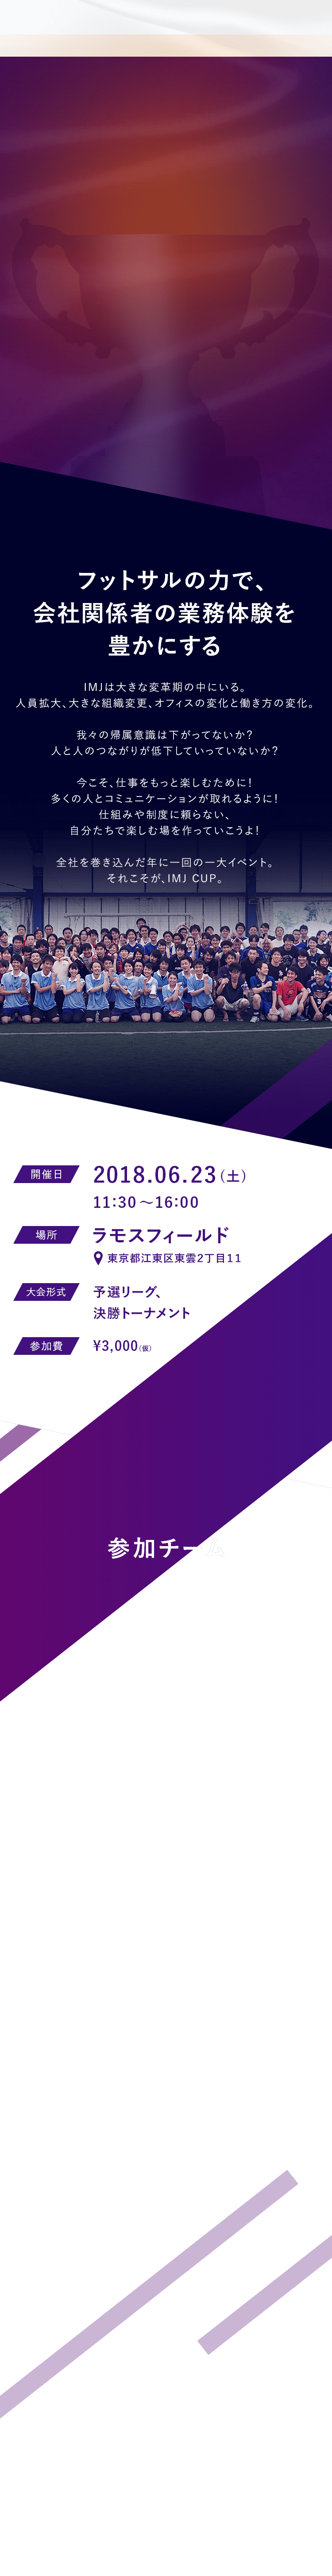 フットサルの力で、
会社関係者の業務体験を
豊かにする
IMJは大きな変革期の中にいる。
人員拡大、大きな組織変更、オフィスの変化と働き方の変化。
我々の帰属意識は下がってないか？
人と人のつながりが低下していっていないか？
今こそ、仕事をもっと楽しむために！
多くの人とコミュニケーションが取れるように！
仕組みや制度に頼らない、
自分たちで楽しむ場を作っていこうよ！
全社を巻き込んだ年に一回の一大イベント。
それこそが、IMJ CUP。
開催日
2018.06.23（土）
11:30〜16:00
場所
ラモスフィールド
東京都江東区東雲2丁目11
大会形式
予選リーグ、
決勝トーナメント
参加費
¥3,000（仮）
参加チーム